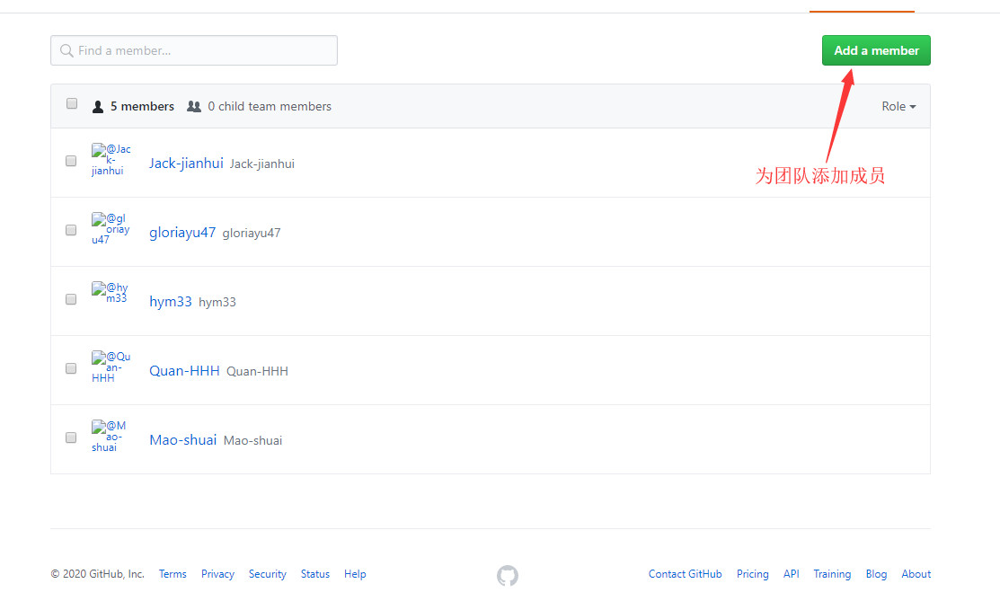 Find a member...
Add a member
5 members 0 child team members Role
为团队添加成员
@Jack-jianhui
Jack-jianhui Jack-jianhui
@gloriayu47
gloriayu47 gloriayu47
@hym33
hym33 hym33
@Quan-HHH
Quan-HHH Quan-HHH
@Mao-shuai
Mao-shuai Mao-shuai
© 2020 GitHub, Inc. Terms Privacy Security Status Help Contact GitHub Pricing API Training Blog About